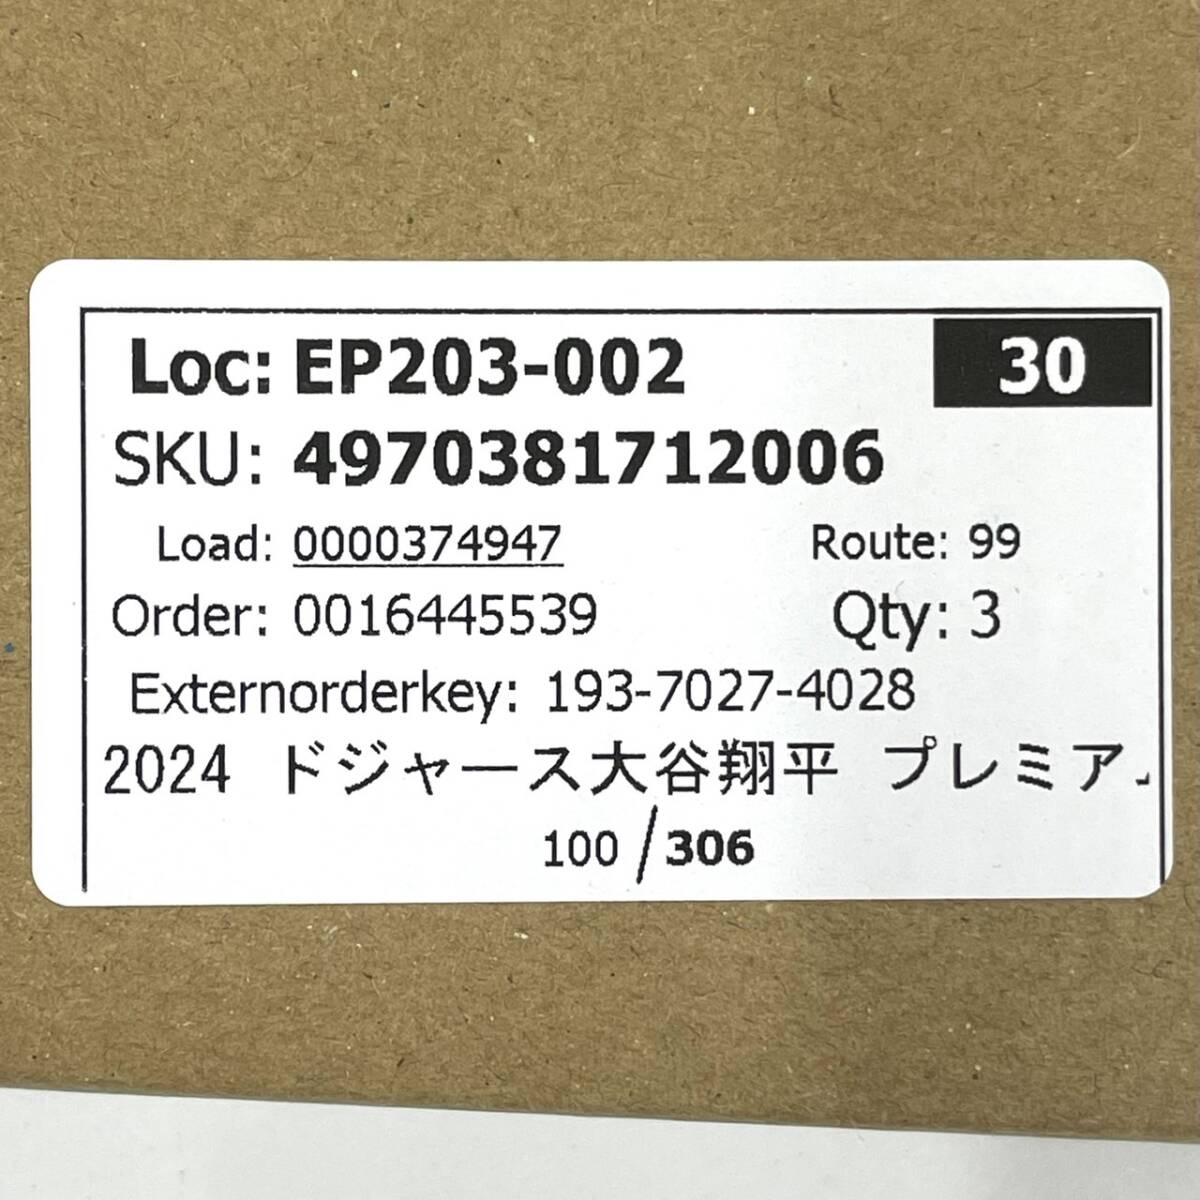 Loc: EP203-002 30
SKU: 4970381712006
Load: 0000374947 Route: 99
Order: 0016445539 Qty: 3
Externorderkey: 193-7027-4028
2024 ドジャース大谷翔平 プレミア
100 / 306